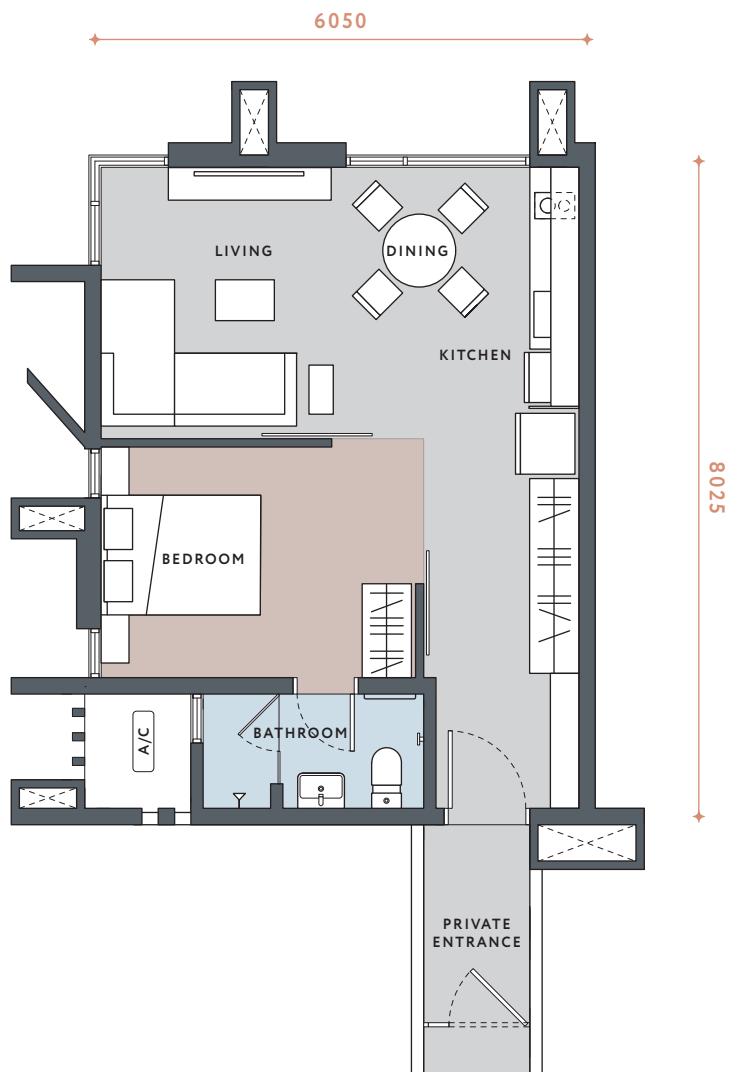 6050
LIVING
DINING
KITCHEN
8025
BEDROOM
BATHROOM
A/C
PRIVATE
ENTRANCE